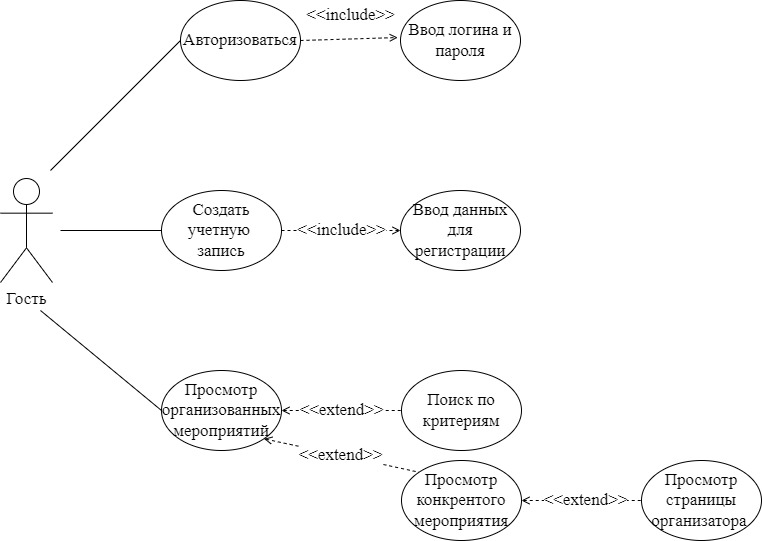 <<include>>
Авторизоваться
Ввод логина и
пароля
Создать
учетную
запись
<<include>>
Ввод данных
для
регистрации
Гость
Просмотр
организованных
мероприятий
<<extend>>
Поиск по
критериям
<<extend>>
Просмотр
конкрентого
мероприятия
<<extend>>
Просмотр
страницы
организатора